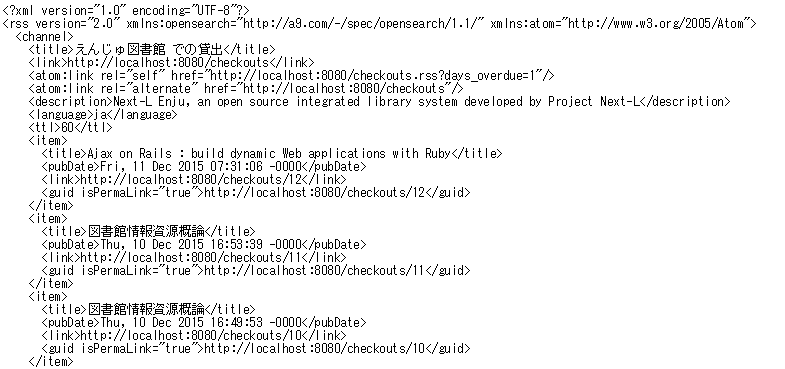 <?xml version="1.0" encoding="UTF-8"?>
<rss version="2.0" xmlns:opensearch="http://a9.com/-/spec/opensearch/1.1/" xmlns:atom="http://www.w3.org/2005/Atom">
  <channel>
    <title>えんじゅ図書館 での貸出</title>
    <link>http://localhost:8080/checkouts</link>
    <atom:link rel="self" href="http://localhost:8080/checkouts.rss?days_overdue=1"/>
    <atom:link rel="alternate" href="http://localhost:8080/checkouts"/>
    <description>Next-L Enju, an open source integrated library system developed by Project Next-L</description>
    <language>ja</language>
    <ttl>60</ttl>
    <item>
      <title>Ajax on Rails : build dynamic Web applications with Ruby</title>
      <pubDate>Fri, 11 Dec 2015 07:31:06 -0000</pubDate>
      <link>http://localhost:8080/checkouts/12</link>
      <guid isPermaLink="true">http://localhost:8080/checkouts/12</guid>
    </item>
    <item>
      <title>図書館情報資源概論</title>
      <pubDate>Thu, 10 Dec 2015 16:53:39 -0000</pubDate>
      <link>http://localhost:8080/checkouts/11</link>
      <guid isPermaLink="true">http://localhost:8080/checkouts/11</guid>
    </item>
    <item>
      <title>図書館情報資源概論</title>
      <pubDate>Thu, 10 Dec 2015 16:49:53 -0000</pubDate>
      <link>http://localhost:8080/checkouts/10</link>
      <guid isPermaLink="true">http://localhost:8080/checkouts/10</guid>
    </item>